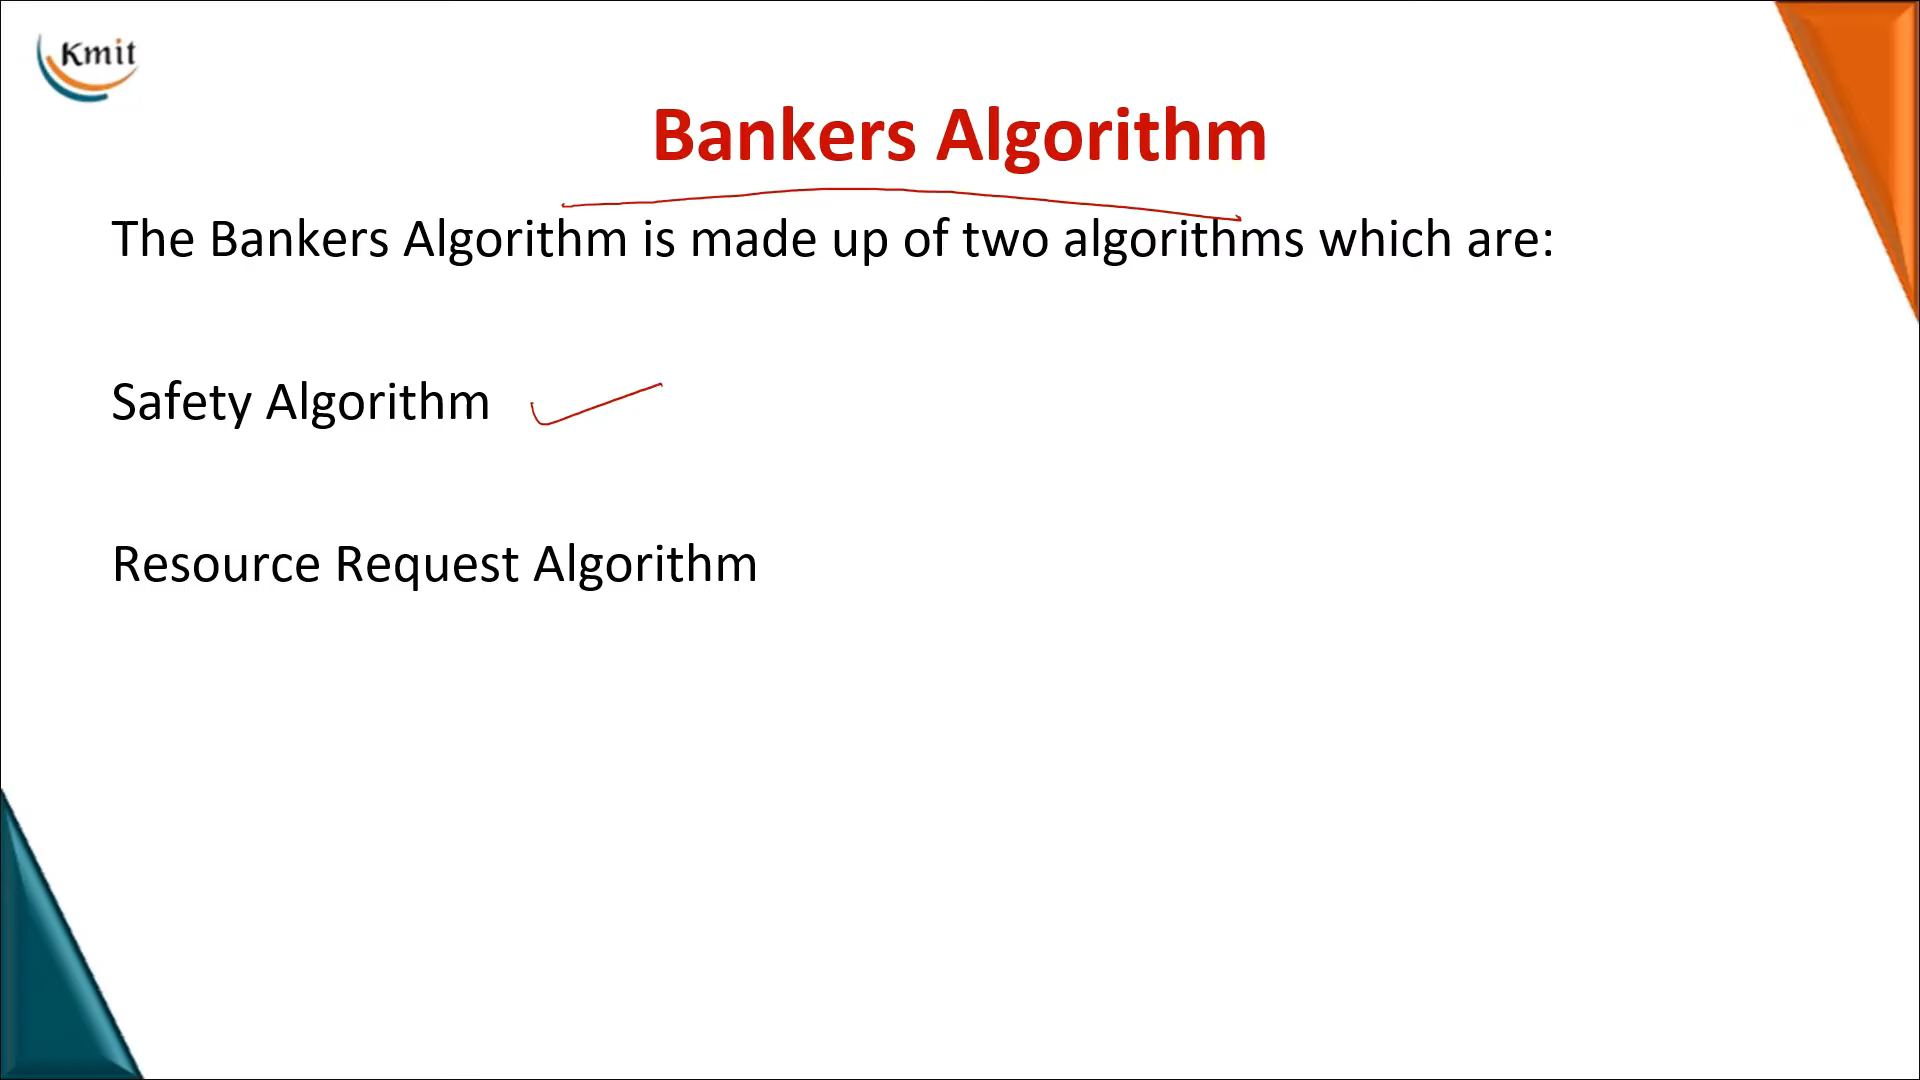 Kmit
Bankers Algorithm
The Bankers Algorithm is made up of two algorithms which are:
Safety Algorithm
Resource Request Algorithm